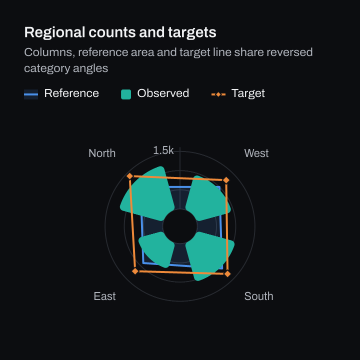 Regional counts and targets
Columns, reference area and target line share reversed
category angles
Reference Observed Target
1.5k
North West
East South